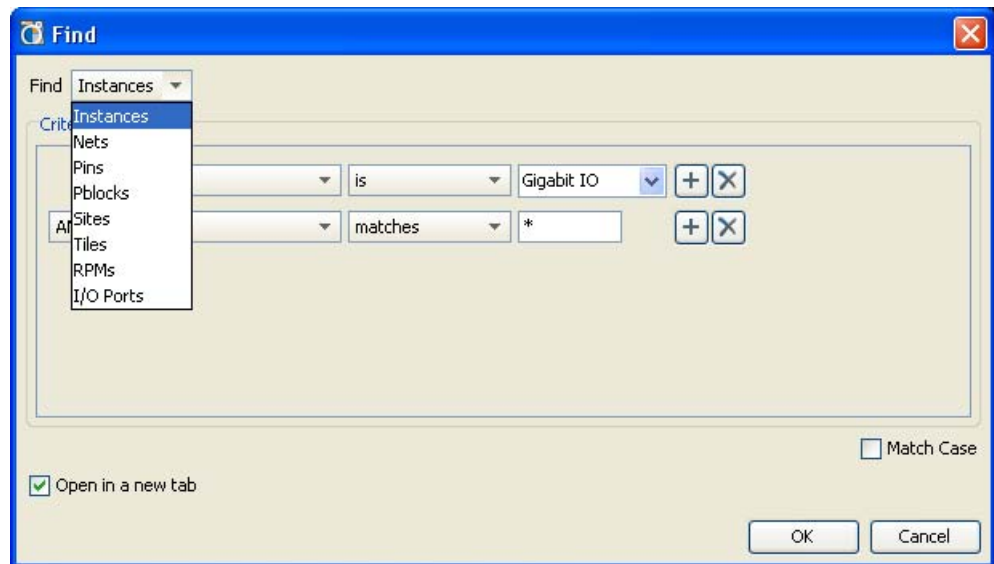 Find
Find Instances
Instances
Nets
Pins
Pblocks
Sites
Tiles
RPMs
I/O Ports
is Gigabit IO
matches *
Match Case
Open in a new tab
OK Cancel